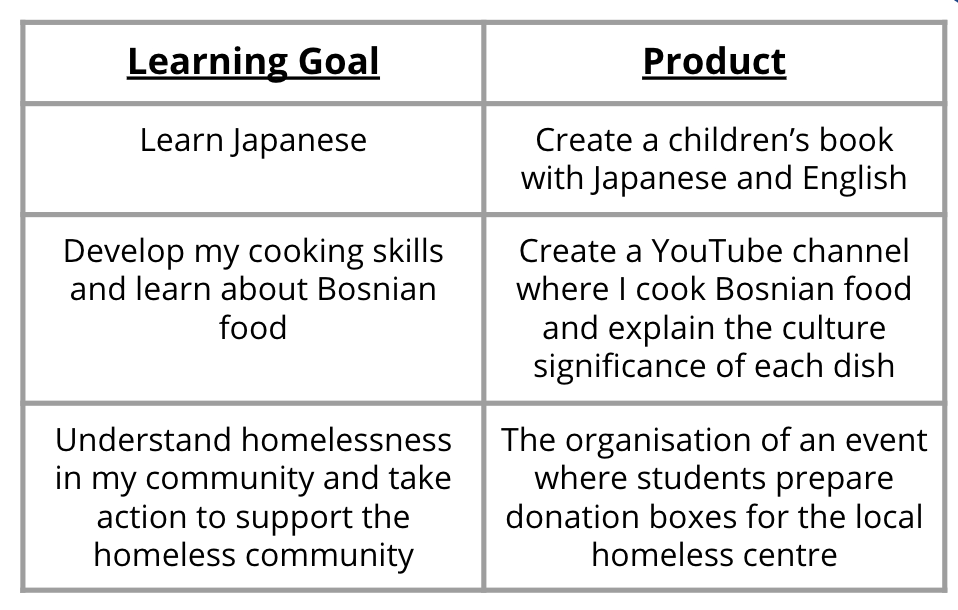 Learning Goal
Product
Learn Japanese
Create a children’s book
with Japanese and English
Develop my cooking skills
and learn about Bosnian
food
Create a YouTube channel
where I cook Bosnian food
and explain the culture
significance of each dish
Understand homelessness
in my community and take
action to support the
homeless community
The organisation of an event
where students prepare
donation boxes for the local
homeless centre